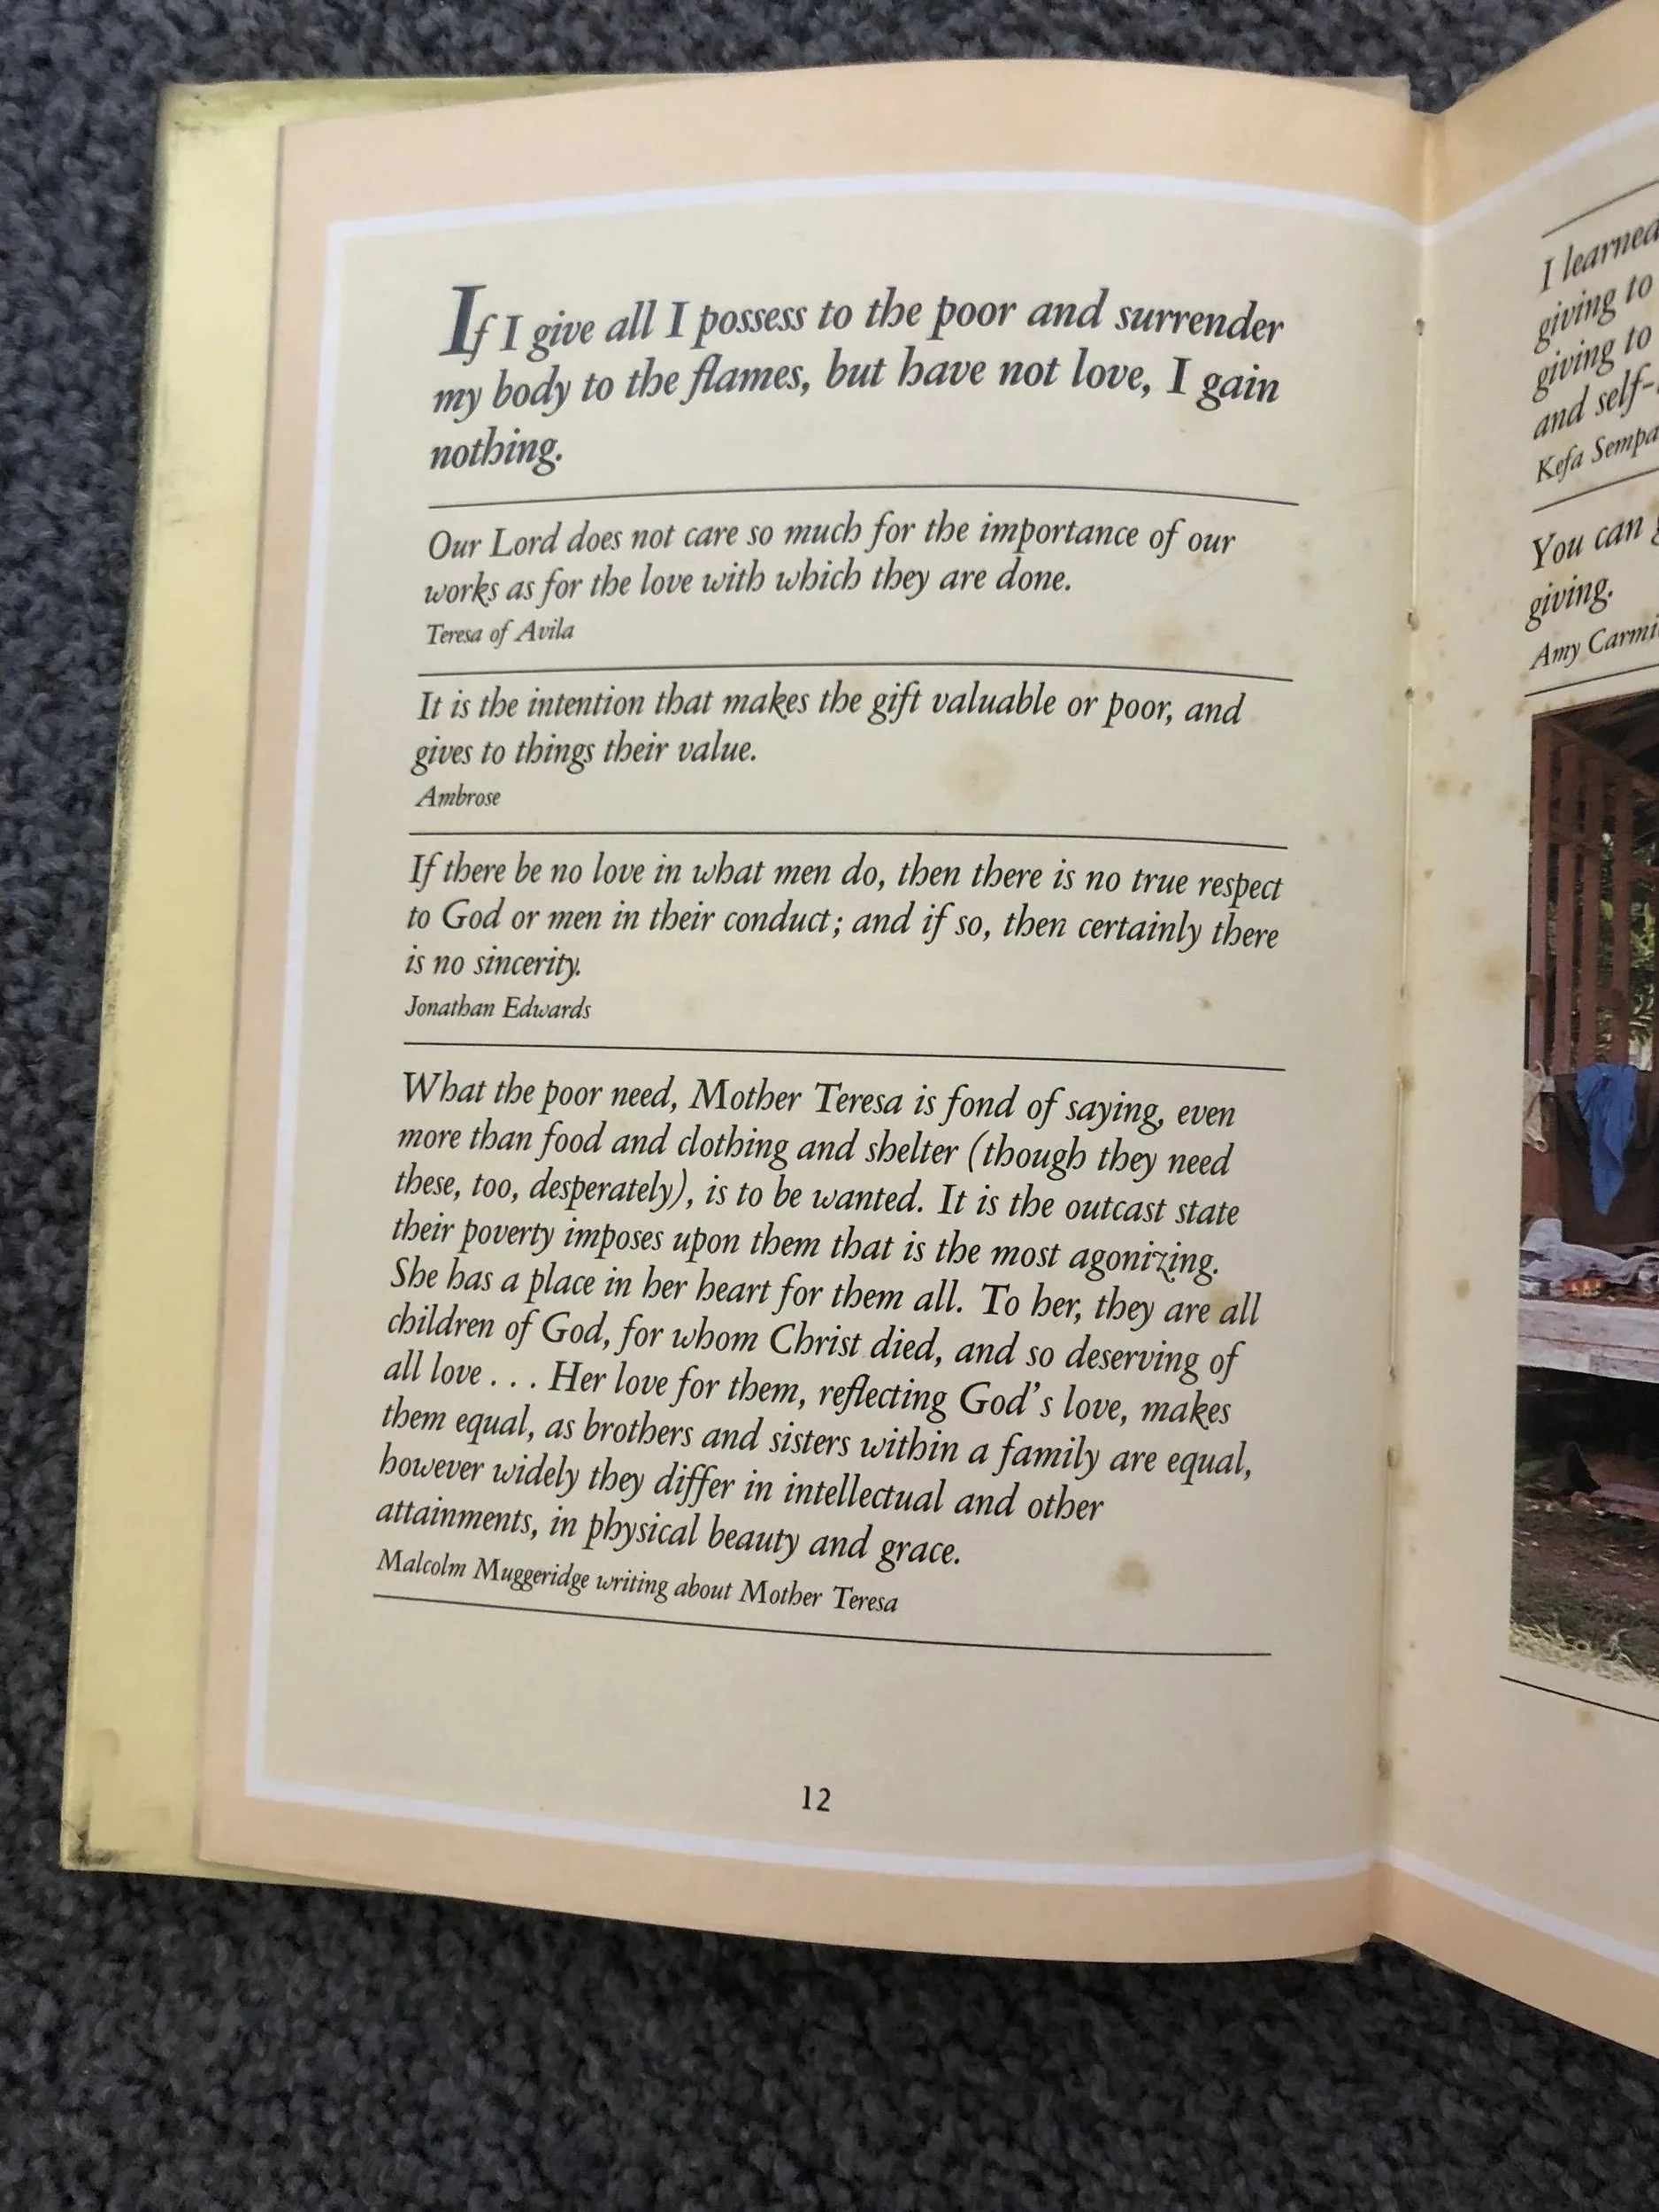 If I give all I possess to the poor and surrender
my body to the flames, but have not love, I gain
nothing.
Our Lord does not care so much for the importance of our
works as for the love with which they are done.
Teresa of Avila
It is the intention that makes the gift valuable or poor, and
gives to things their value.
Ambrose
If there be no love in what men do, then there is no true respect
to God or men in their conduct; and if so, then certainly there
is no sincerity.
Jonathan Edwards
What the poor need, Mother Teresa is fond of saying, even
more than food and clothing and shelter (though they need
these, too, desperately), is to be wanted. It is the outcast state
their poverty imposes upon them that is the most agonizing.
She has a place in her heart for them all. To her, they are all
children of God, for whom Christ died, and so deserving of
all love . . . Her love for them, reflecting God's love, makes
them equal, as brothers and sisters within a family are equal,
however widely they differ in intellectual and other
attainments, in physical beauty and grace.
Malcolm Muggeridge writing about Mother Teresa
12
I learned
giving to
giving to
and self-
Kefa
You can
giving.
Amy